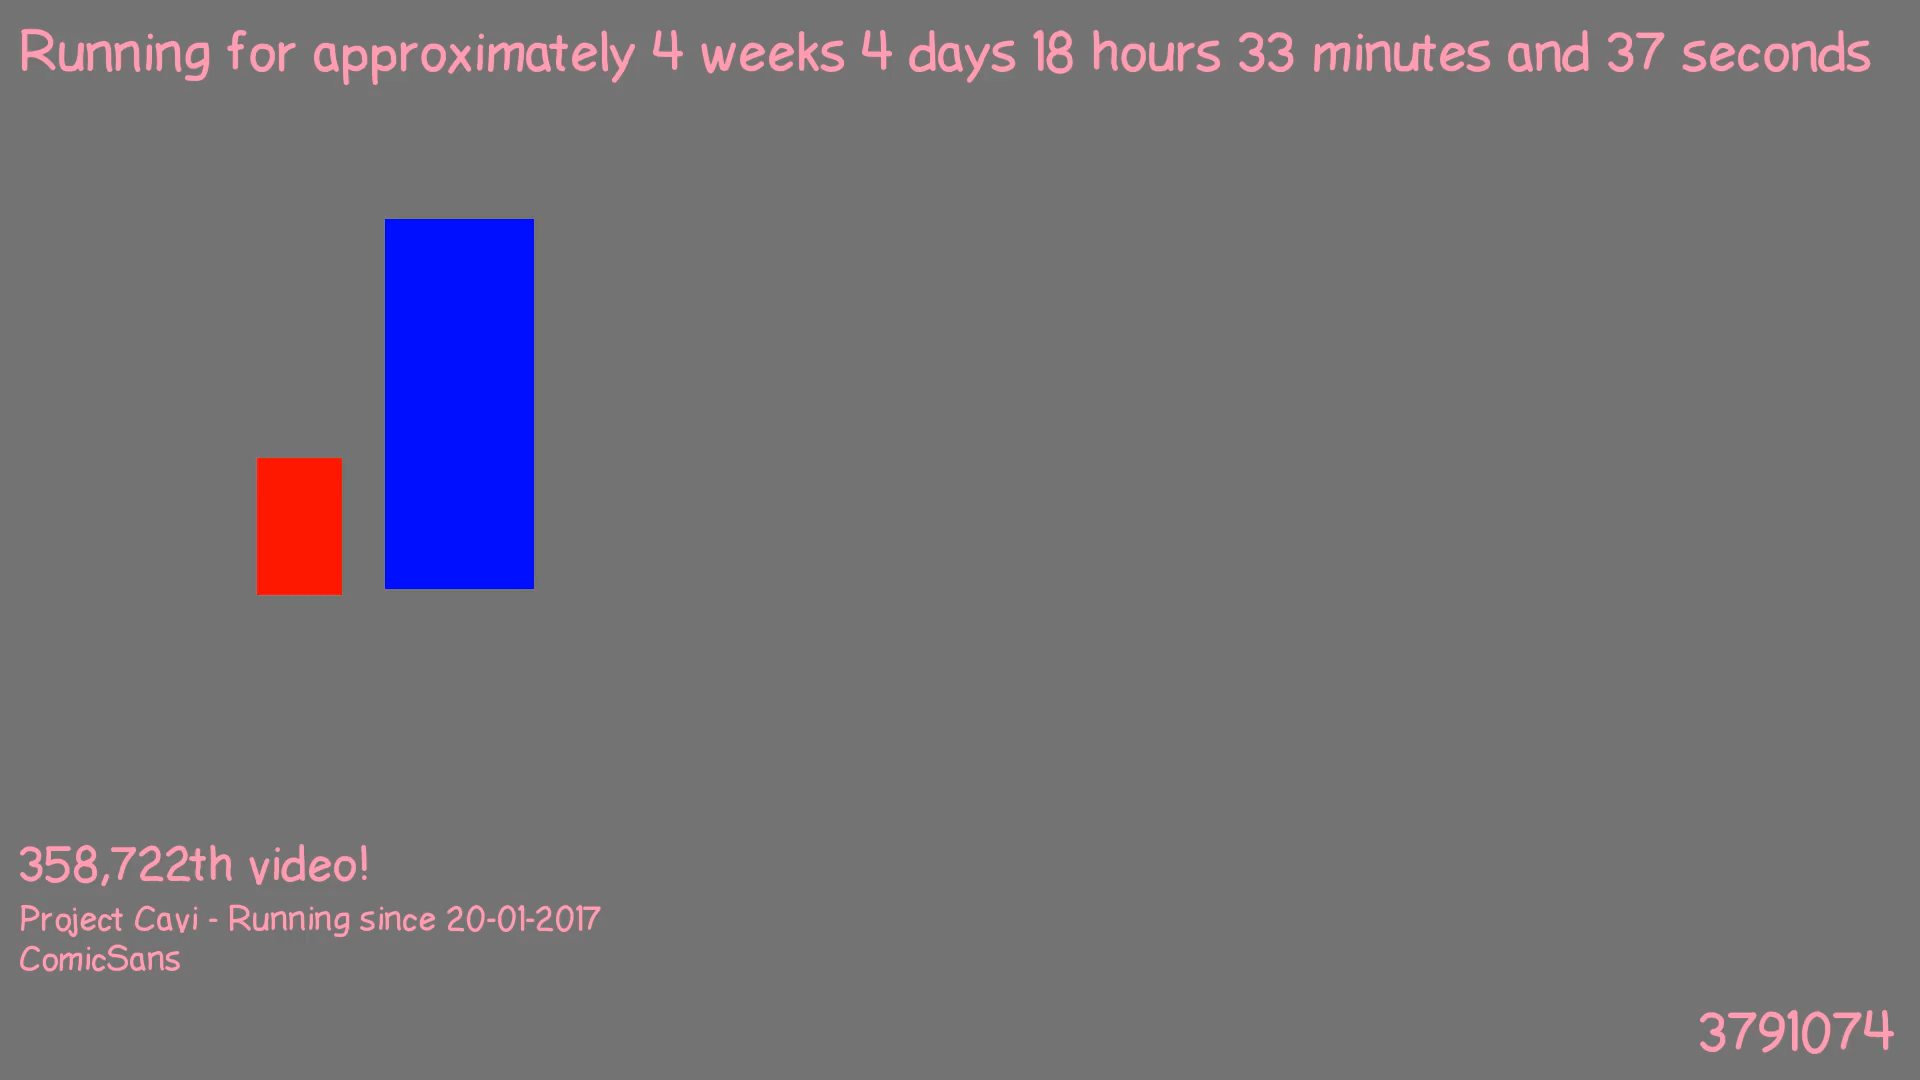 Running for approximately 4 weeks 4 days 18 hours 33 minutes and 37 seconds
358,722th video!
Project Cavi - Running since 20-01-2017
ComicSans
3791074